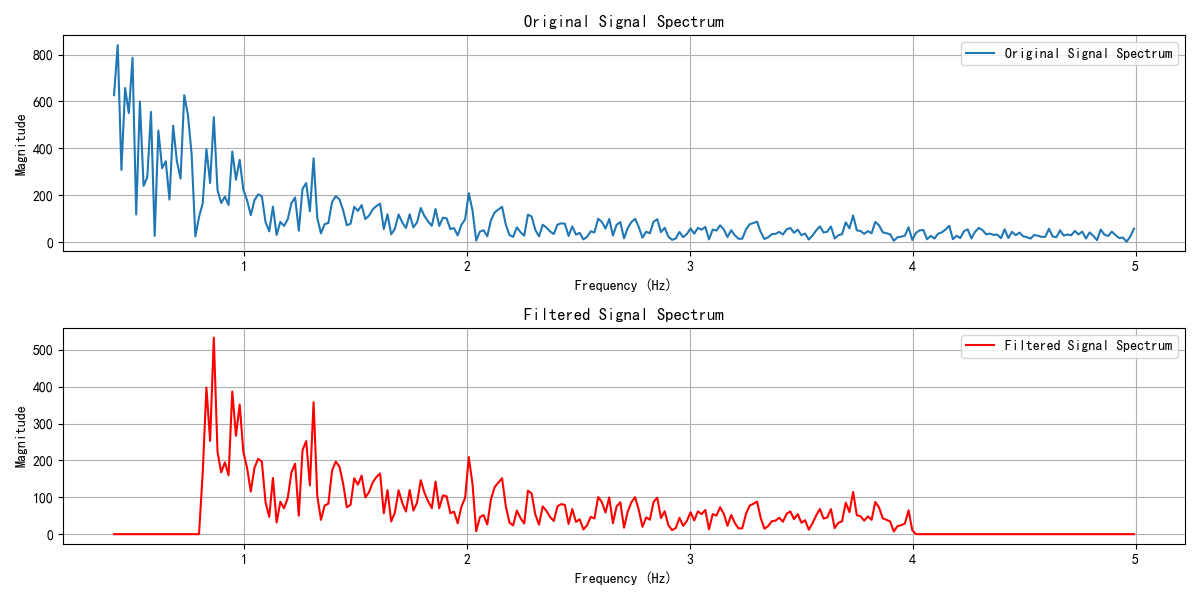 Original Signal Spectrum
Original Signal Spectrum
800
600
400
200
0
Magnitude
1 2 3 4 5
Frequency (Hz)
Filtered Signal Spectrum
Filtered Signal Spectrum
500
400
300
200
100
0
Magnitude
1 2 3 4 5
Frequency (Hz)